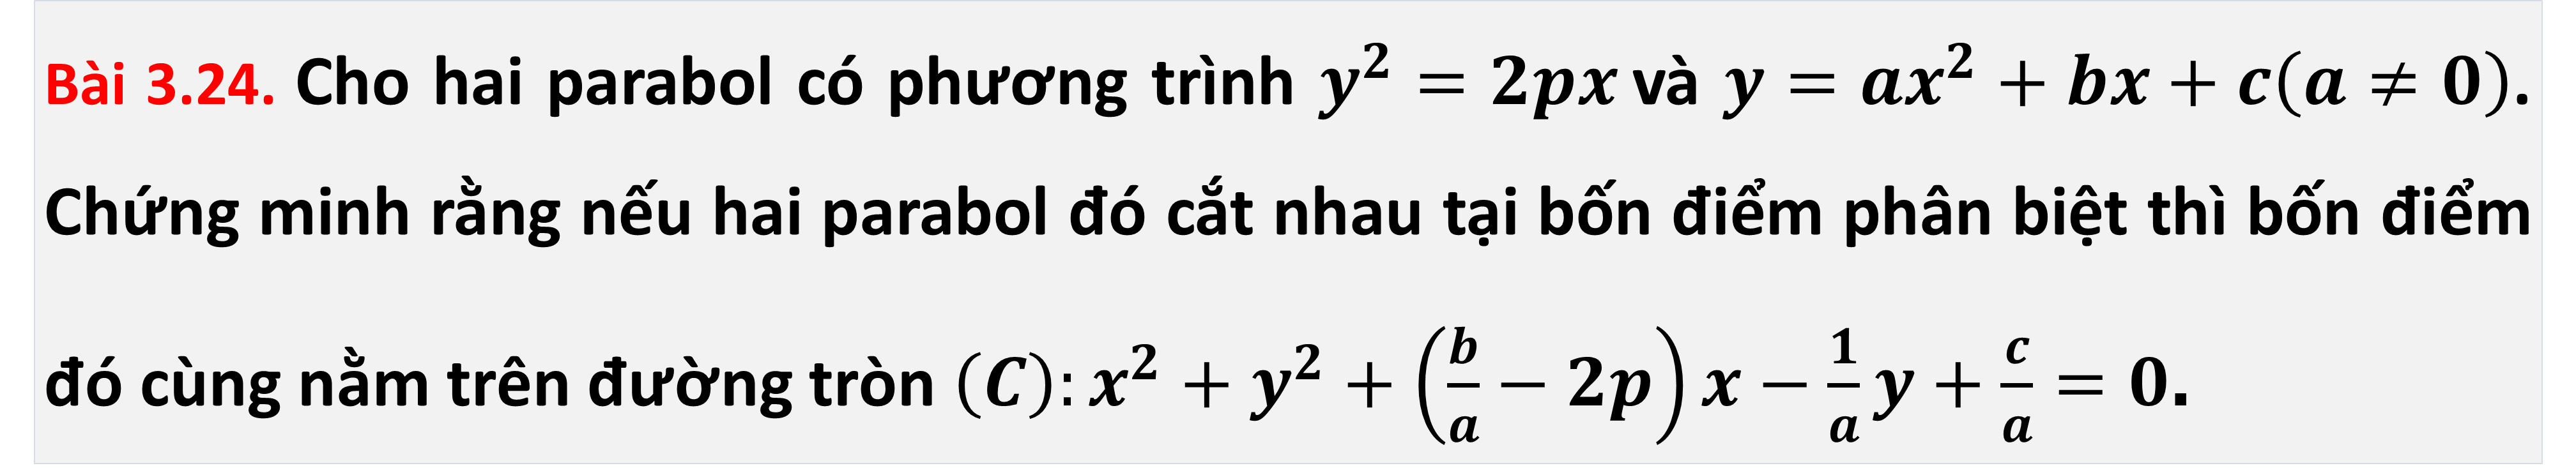 Bài 3.24. Cho hai parabol có phương trình y² = 2px và y = ax² + bx + c(a ≠ 0).
Chứng minh rằng nếu hai parabol đó cắt nhau tại bốn điểm phân biệt thì bốn điểm
đó cùng nằm trên đường tròn (C): x² + y² + (b/a − 2p) x − 1/a y + c/a = 0.